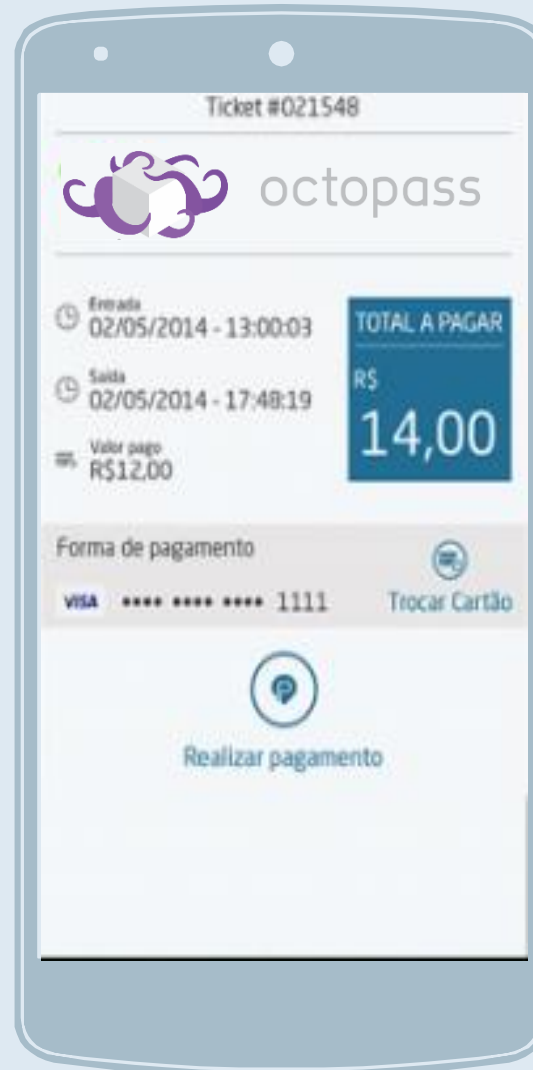 Ticket #021548
octopass
Entrada
02/05/2014 - 13:00:03
Saída
02/05/2014 - 17:48:19
Valor pago
R$12,00
TOTAL A PAGAR
R$
14,00
Forma de pagamento
VISA •••• •••• •••• 1111
Trocar Cartão
Realizar pagamento